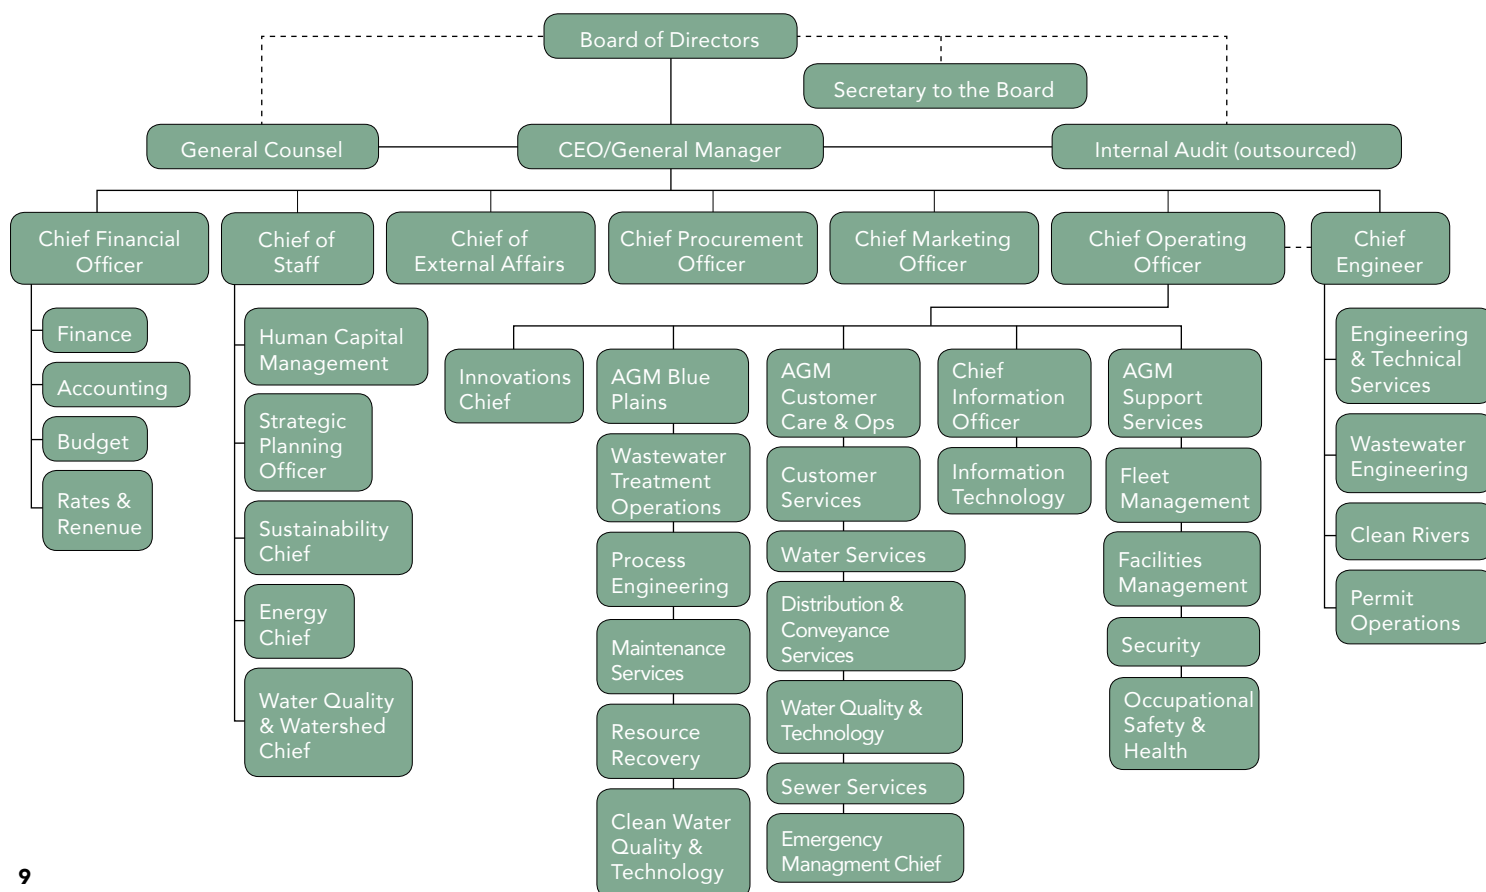 Board of Directors
Secretary to the Board
General Counsel
CEO/General Manager
Internal Audit (outsourced)
Chief Financial
Officer
Chief of
Staff
Chief of
External Affairs
Chief Procurement
Officer
Chief Marketing
Officer
Chief Operating
Officer
Chief
Engineer
Finance
Accounting
Budget
Rates &
Renenue
Human Capital
Management
Strategic
Planning
Officer
Sustainability
Chief
Energy
Chief
Water Quality
& Watershed
Chief
Innovations
Chief
AGM Blue
Plains
Wastewater
Treatment
Operations
Process
Engineering
Maintenance
Services
Resource
Recovery
Clean Water
Quality &
Technology
AGM
Customer
Care & Ops
Customer
Services
Water Services
Distribution &
Conveyance
Services
Water Quality &
Technology
Sewer Services
Emergency
Managment Chief
Chief
Information
Officer
Information
Technology
AGM
Support
Services
Fleet
Management
Facilities
Management
Security
Occupational
Safety &
Health
Engineering
& Technical
Services
Wastewater
Engineering
Clean Rivers
Permit
Operations
9